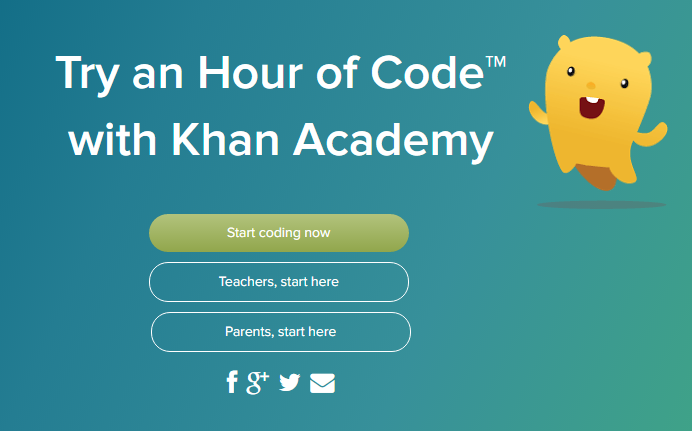 Try an Hour of Code™
with Khan Academy
Start coding now
Teachers, start here
Parents, start here